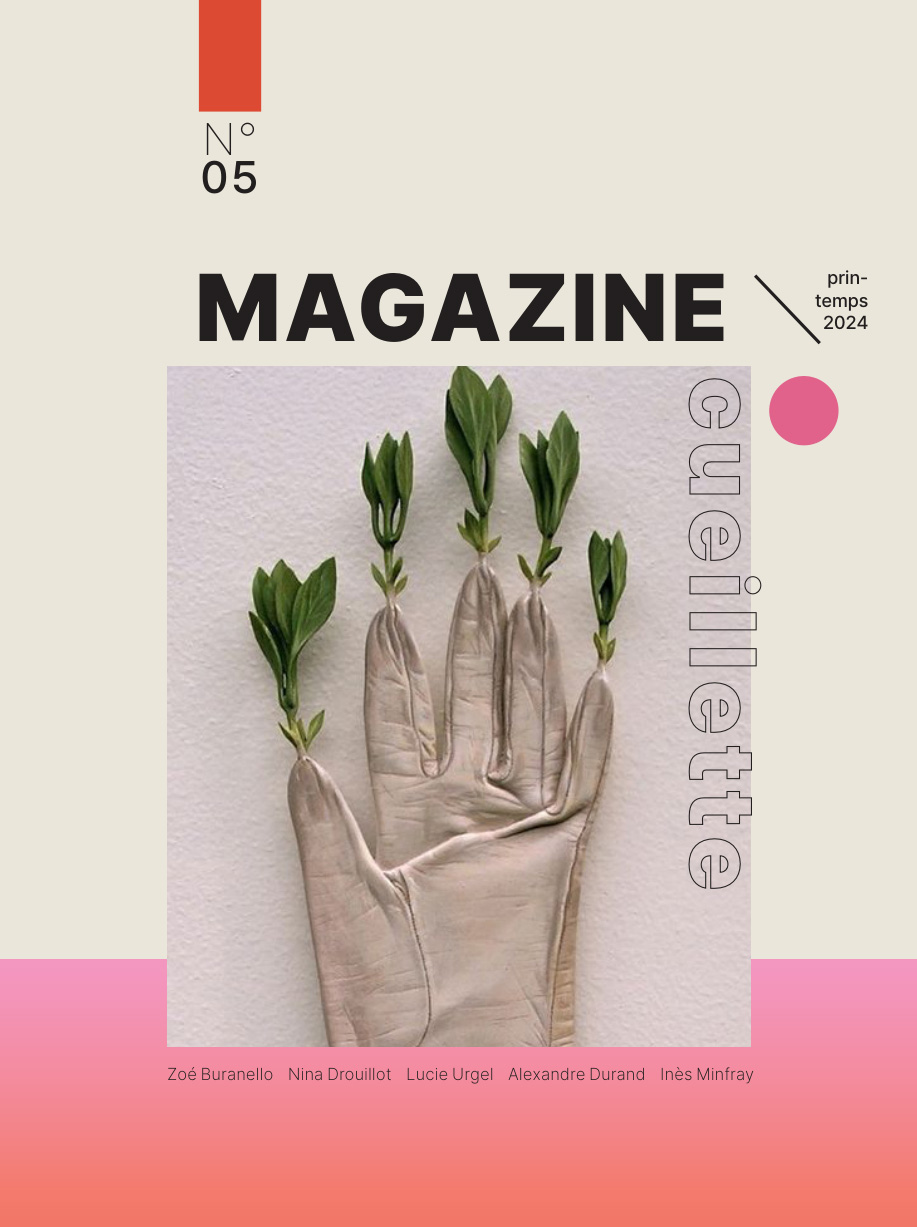 N°
05
MAGAZINE
prin-
temps
2024
cueillette
Zoé Buranello Nina Drouillot Lucie Urgel Alexandre Durand Inès Minfray